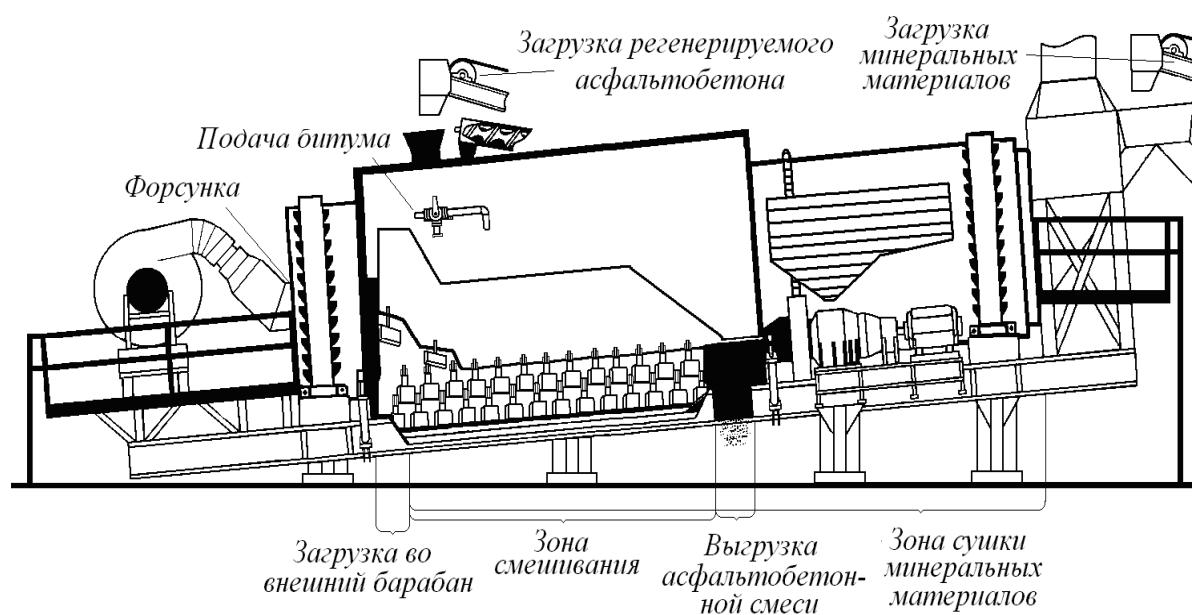 Загрузка регенерируемого
асфальтобетона
Загрузка
минеральных
материалов
Подача битума
Форсунка
Загрузка во
внешний барабан
Зона
смешивания
Выгрузка
асфальтобетон-
ной смеси
Зона сушки
минеральных
материалов